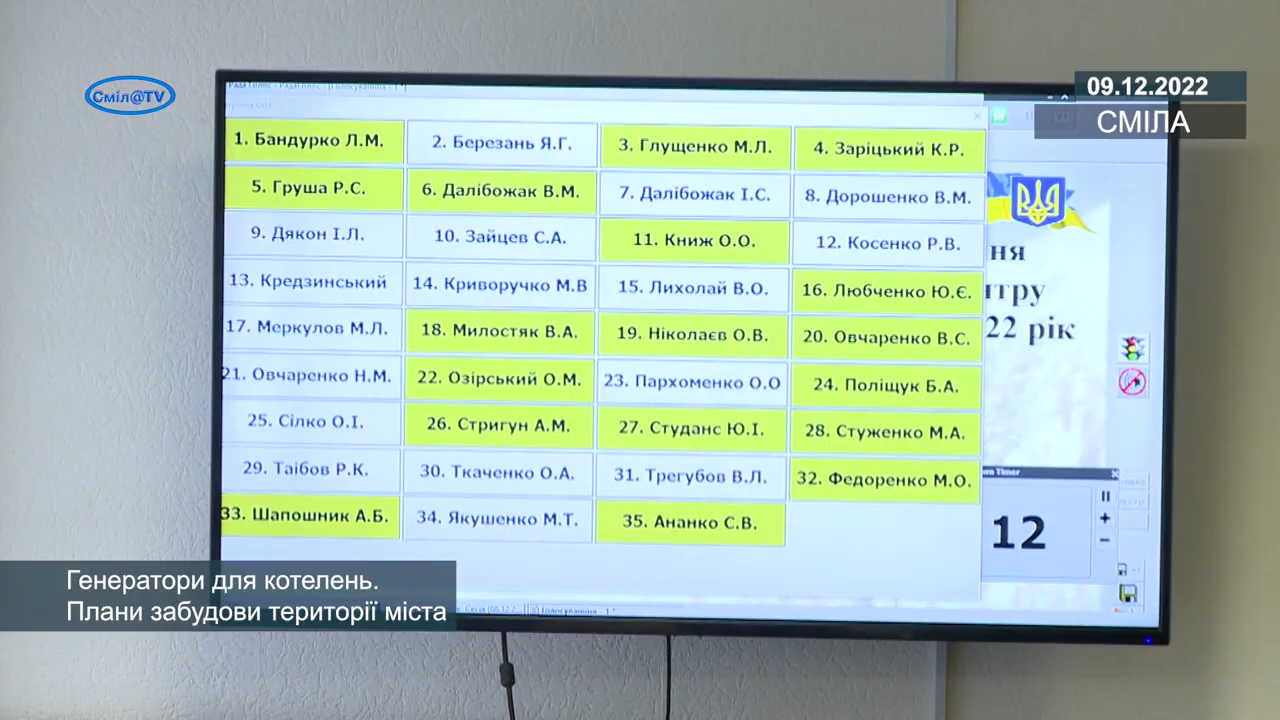 Сміл@TV
09.12.2022
СМІЛА
1. Бандурко Л.М.
2. Березань Я.Г.
3. Глущенко М.Л.
4. Заріцький К.Р.
5. Груша Р.С.
6. Далібожак В.М.
7. Далібожак І.С.
8. Дорошенко В.М.
9. Дякон І.Л.
10. Зайцев С.А.
11. Книж О.О.
12. Косенко Р.В.
13. Кредзинський
14. Криворучко М.В
15. Лихолай В.О.
16. Любченко Ю.Є.
17. Меркулов М.Л.
18. Милостяк В.А.
19. Ніколаєв О.В.
20. Овчаренко В.С.
21. Овчаренко Н.М.
22. Озірський О.М.
23. Пархоменко О.О
24. Поліщук Б.А.
25. Сілко О.І.
26. Стригун А.М.
27. Студанс Ю.І.
28. Стуженко М.А.
29. Таібов Р.К.
30. Ткаченко О.А.
31. Трегубов В.Л.
32. Федоренко М.О.
33. Шапошник А.Б.
34. Якушенко М.Т.
35. Ананко С.В.
ня
нтру
22 рік
Timer
12
Генератори для котелень.
Плани забудови території міста